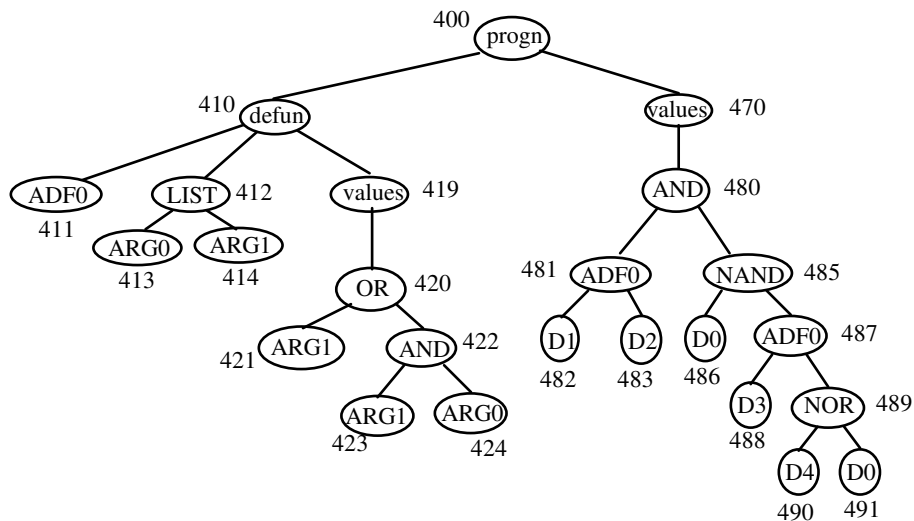 400
progn
410
defun
values
470
ADF0
411
LIST
412
values
419
AND
480
ARG0
413
ARG1
414
OR
420
481
ADF0
NAND
485
ARG1
421
AND
422
D1
482
D2
483
D0
486
ADF0
487
ARG1
423
ARG0
424
D3
488
NOR
489
D4
490
D0
491